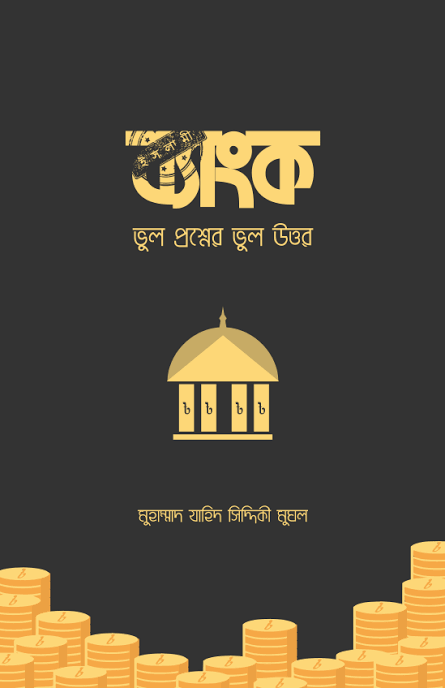 ইসলামী
ব্যাংক
ভুল প্রশ্নের ভুল উত্তর
৳ ৳ ৳ ৳
মুহাম্মাদ যাহিদ সিদ্দিকী মুঘল